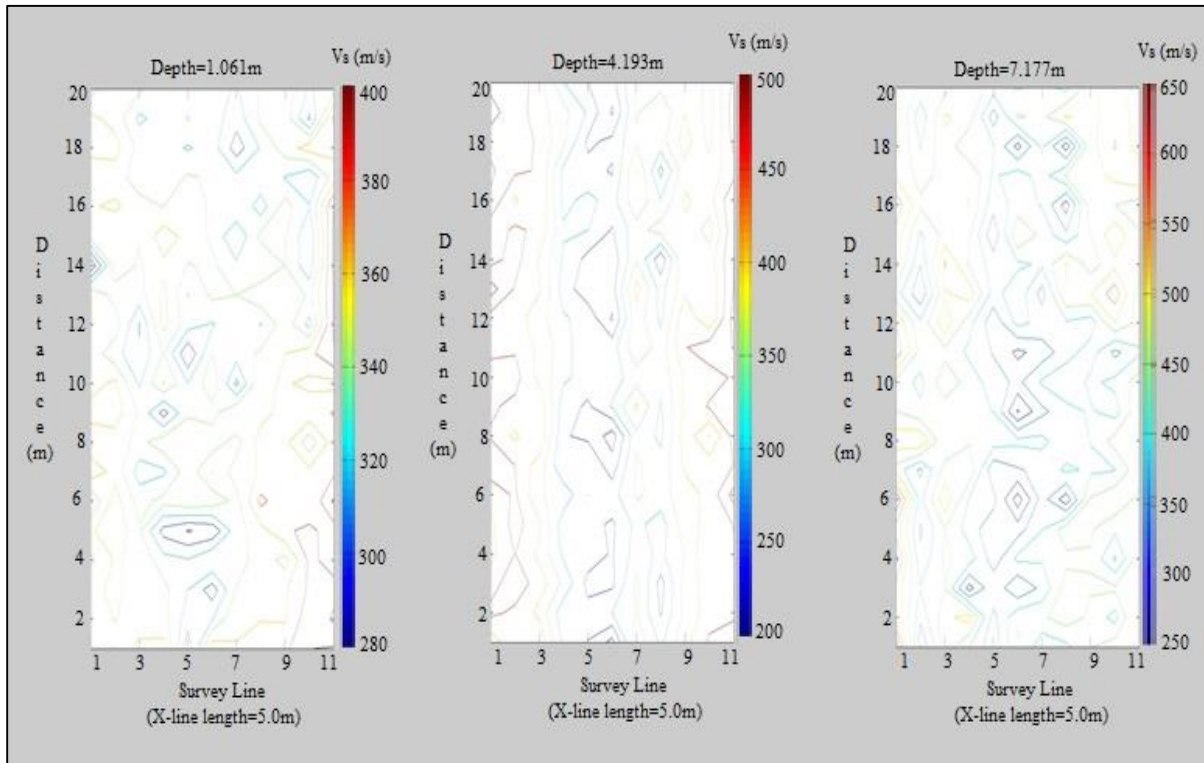 Depth=1.061m
Vs (m/s)
20
18
16
14
12
10
8
6
4
2
Distance
(m)
1 3 5 7 9 11
Survey Line
(X-line length=5.0m)
400
380
360
340
320
300
280
Depth=4.193m
Vs (m/s)
20
18
16
14
12
10
8
6
4
2
Distance
(m)
1 3 5 7 9 11
Survey Line
(X-line length=5.0m)
500
450
400
350
300
250
200
Depth=7.177m
Vs (m/s)
20
18
16
14
12
10
8
6
4
2
Distance
(m)
1 3 5 7 9 11
Survey Line
(X-line length=5.0m)
650
600
550
500
450
400
350
300
250